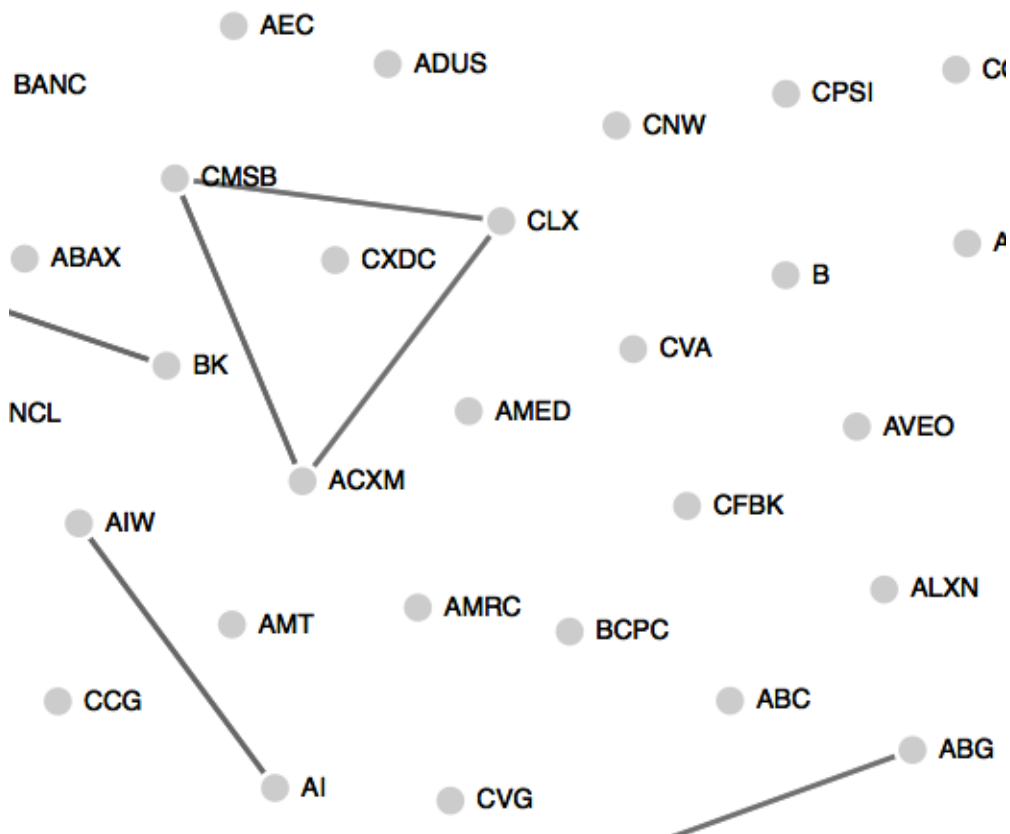 AEC
ADUS
BANC
CPSI
CNW
CMSB
CLX
ABAX
CXDC
B
CVA
BK
NCL
AMED
AVEO
ACXM
CFBK
AIW
ALXN
AMRC
AMT
BCPC
CCG
ABC
ABG
AI
CVG